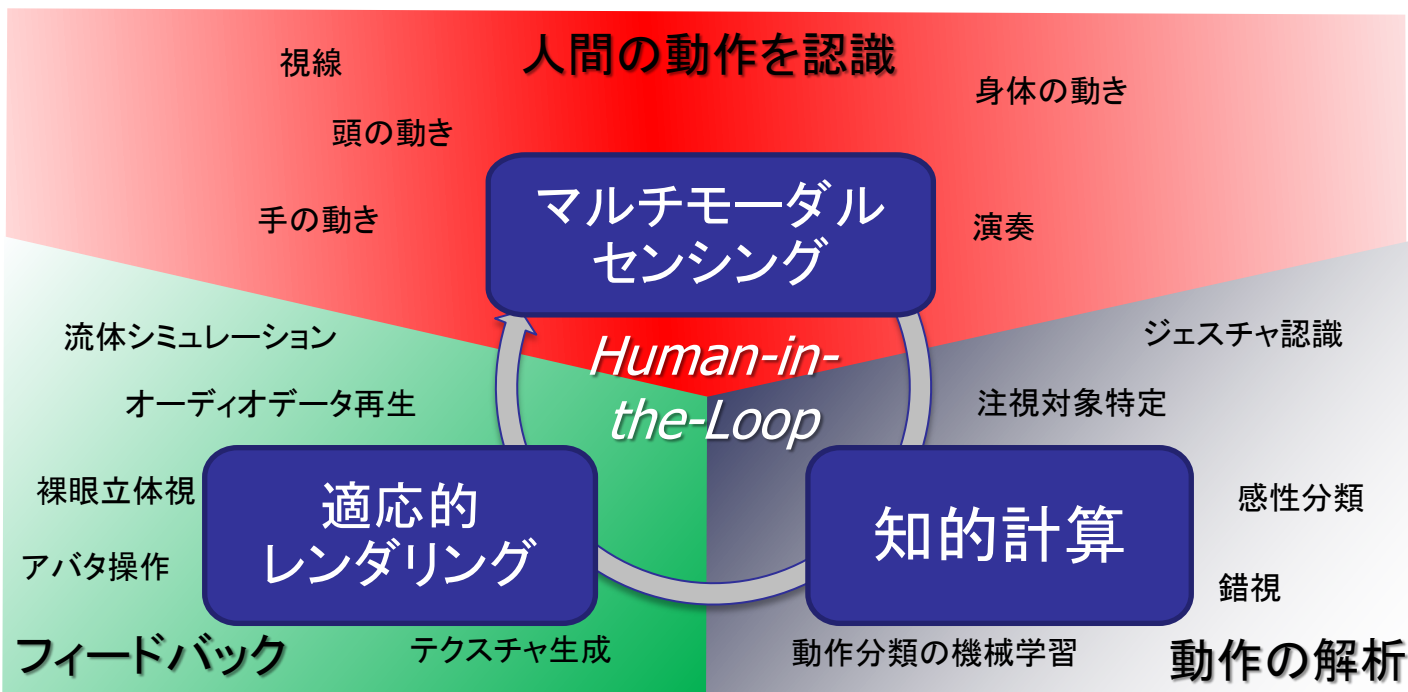 人間の動作を認識
視線
身体の動き
頭の動き
手の動き
演奏
マルチモーダル
センシング
Human-in-
the-Loop
流体シミュレーション
オーディオデータ再生
裸眼立体視
アバタ操作
適応的
レンダリング
フィードバック
テクスチャ生成
ジェスチャ認識
注視対象特定
知的計算
感性分類
錯視
動作分類の機械学習
動作の解析